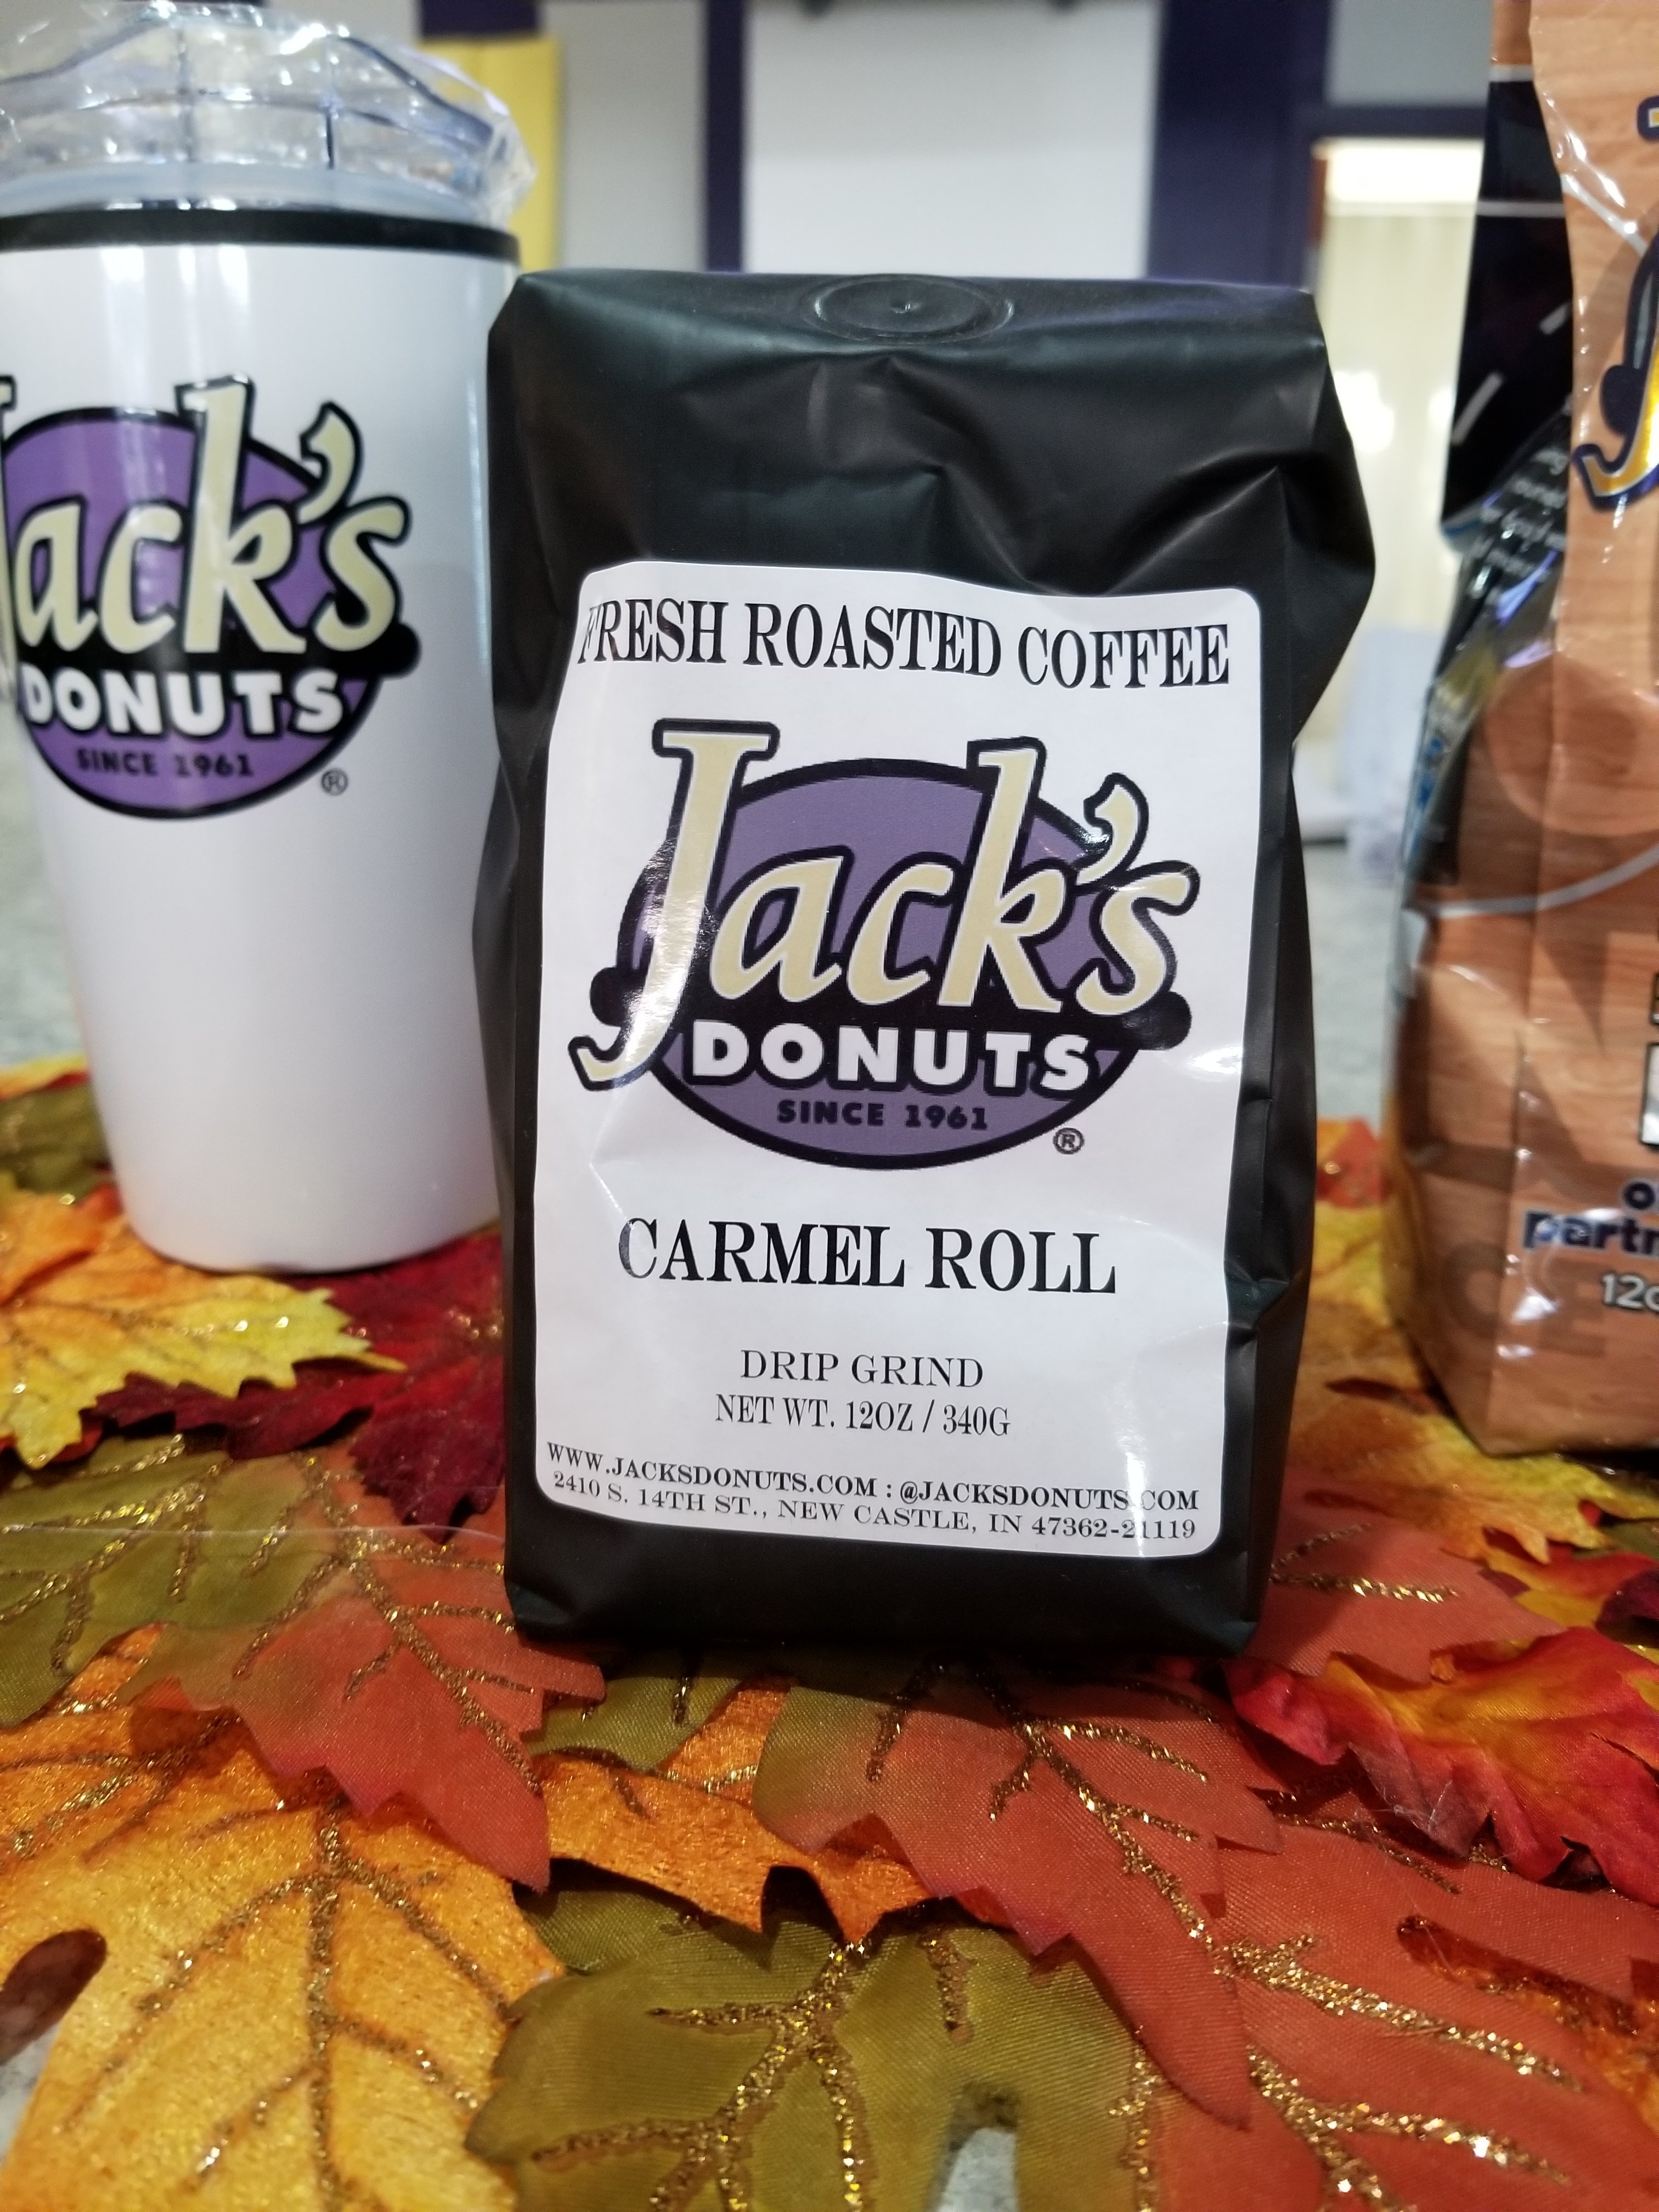 Jack's
DONUTS
SINCE 1961
®
FRESH ROASTED COFFEE
Jack's
DONUTS
SINCE 1961
®
CARMEL ROLL
DRIP GRIND
NET WT. 12OZ / 340G
WWW.JACKSDONUTS.COM : @JACKSDONUTS.COM
2410 S. 14TH ST., NEW CASTLE, IN 47362-21119